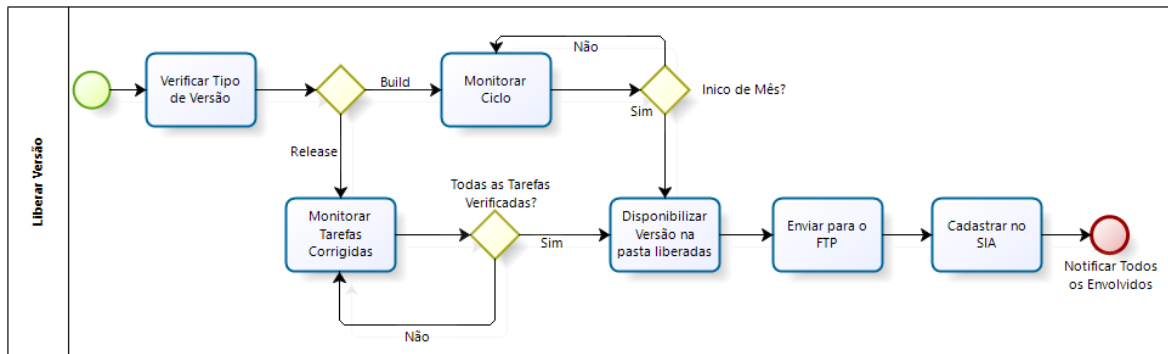 Liberar Versão
Verificar Tipo
de Versão
Build
Monitorar
Ciclo
Não
Inico de Mês?
Sim
Release
Monitorar
Tarefas
Corrigidas
Todas as Tarefas
Verificadas?
Sim
Não
Disponibilizar
Versão na
pasta liberadas
Enviar para o
FTP
Cadastrar no
SIA
Notificar Todos
os Envolvidos